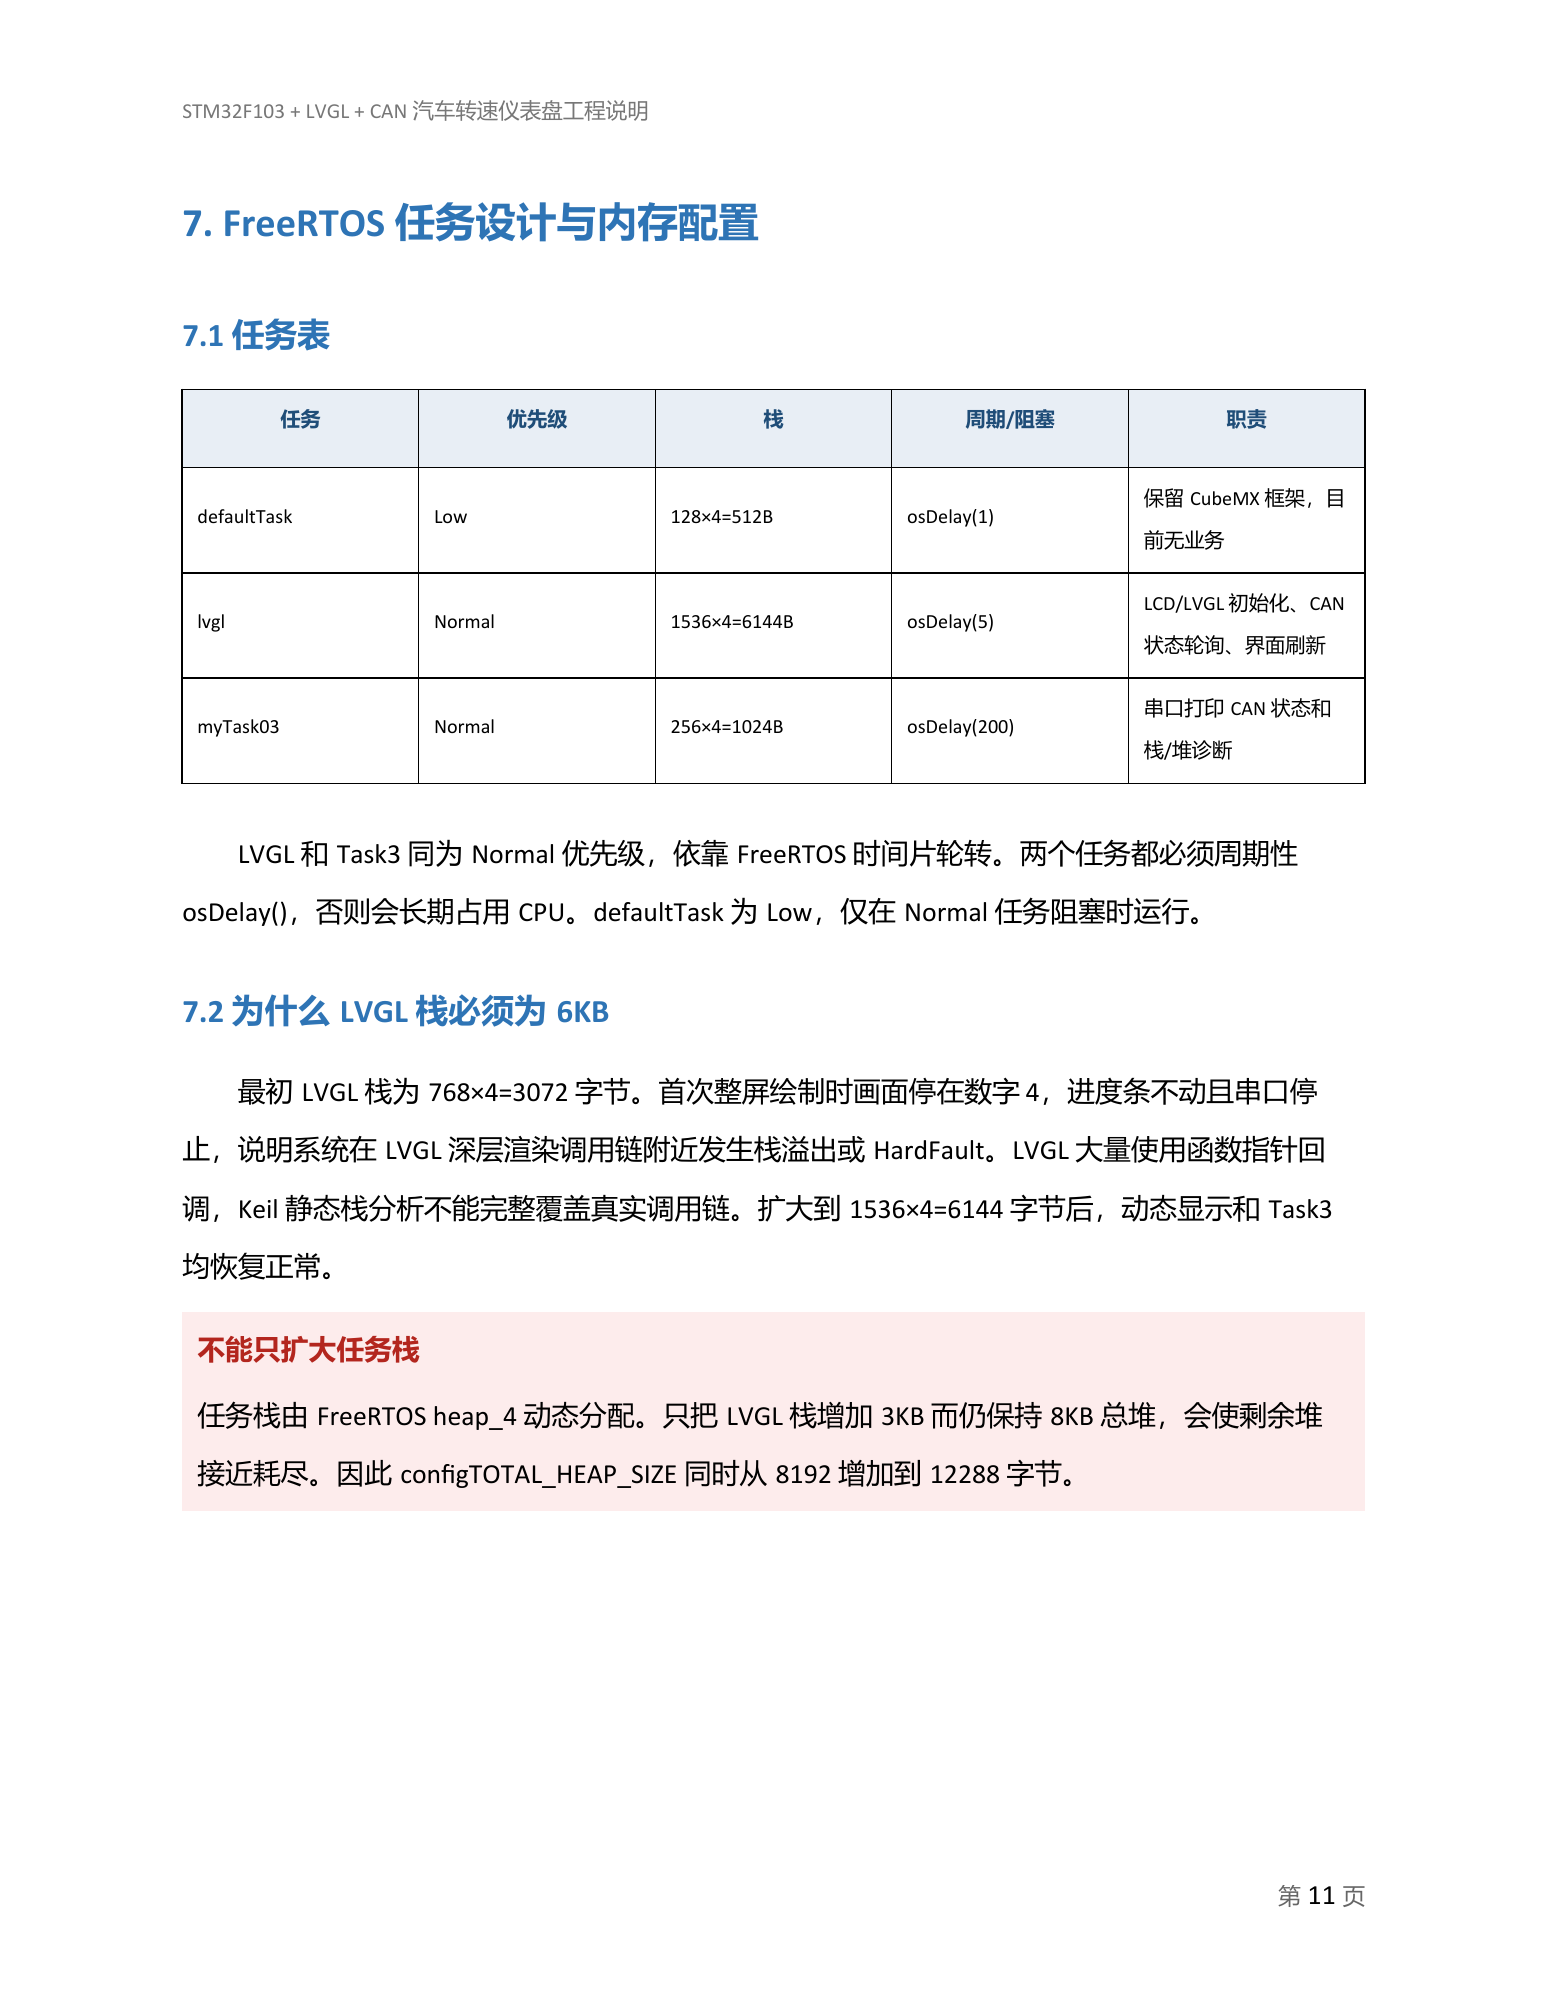 STM32F103 + LVGL + CAN 汽车转速仪表盘工程说明
7. FreeRTOS 任务设计与内存配置
7.1 任务表
任务 优先级 栈 周期/阻塞 职责
defaultTask Low 128×4=512B osDelay(1) 保留 CubeMX 框架，目
前无业务
lvgl Normal 1536×4=6144B osDelay(5) LCD/LVGL 初始化、CAN
状态轮询、界面刷新
myTask03 Normal 256×4=1024B osDelay(200) 串口打印 CAN 状态和
栈/堆诊断
LVGL 和 Task3 同为 Normal 优先级，依靠 FreeRTOS 时间片轮转。两个任务都必须周期性
osDelay()，否则会长期占用 CPU。defaultTask 为 Low，仅在 Normal 任务阻塞时运行。
7.2 为什么 LVGL 栈必须为 6KB
最初 LVGL 栈为 768×4=3072 字节。首次整屏绘制时画面停在数字 4，进度条不动且串口停
止，说明系统在 LVGL 深层渲染调用链附近发生栈溢出或 HardFault。LVGL 大量使用函数指针回
调，Keil 静态栈分析不能完整覆盖真实调用链。扩大到 1536×4=6144 字节后，动态显示和 Task3
均恢复正常。
不能只扩大任务栈
任务栈由 FreeRTOS heap_4 动态分配。只把 LVGL 栈增加 3KB 而仍保持 8KB 总堆，会使剩余堆
接近耗尽。因此 configTOTAL_HEAP_SIZE 同时从 8192 增加到 12288 字节。
第 11 页